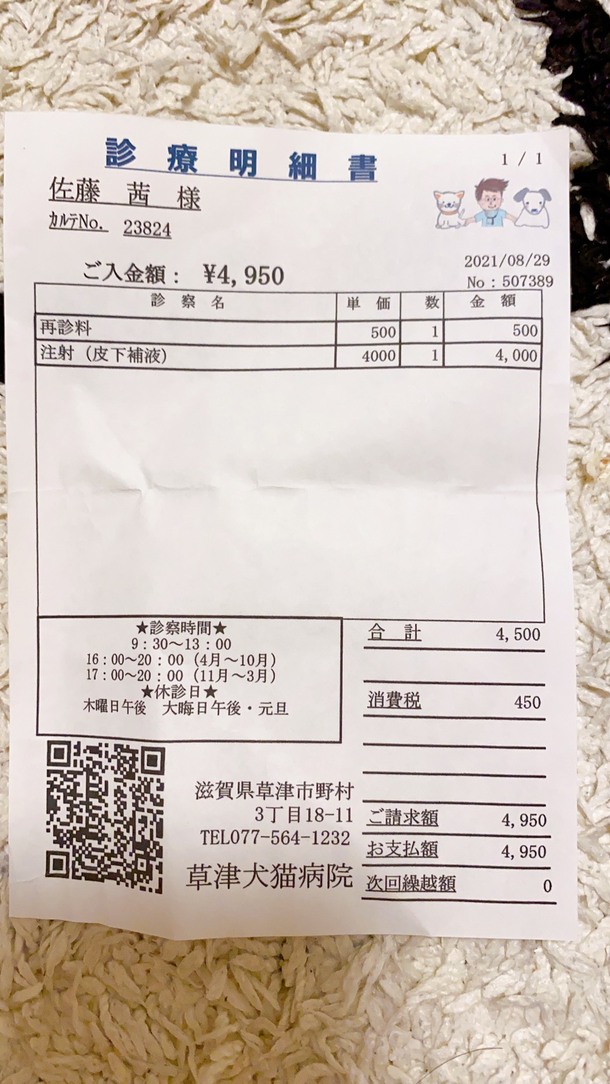 診療明細書
1 / 1
佐藤 茜 様
ｶﾙﾃNo. 23824
2021/08/29
ご入金額： ¥4,950
No：507389
診 察 名 単 価 数 金 額
再診料 500 1 500
注射（皮下補液） 4000 1 4,000
★診察時間★
9：30～13：00
16：00～20：00（4月～10月）
17：00～20：00（11月～3月）
★休診日★
木曜日午後 大晦日午後・元旦
合 計 4,500
消費税 450
ご請求額 4,950
お支払額 4,950
次回繰越額 0
滋賀県草津市野村
3丁目18-11
TEL077-564-1232
草津犬猫病院